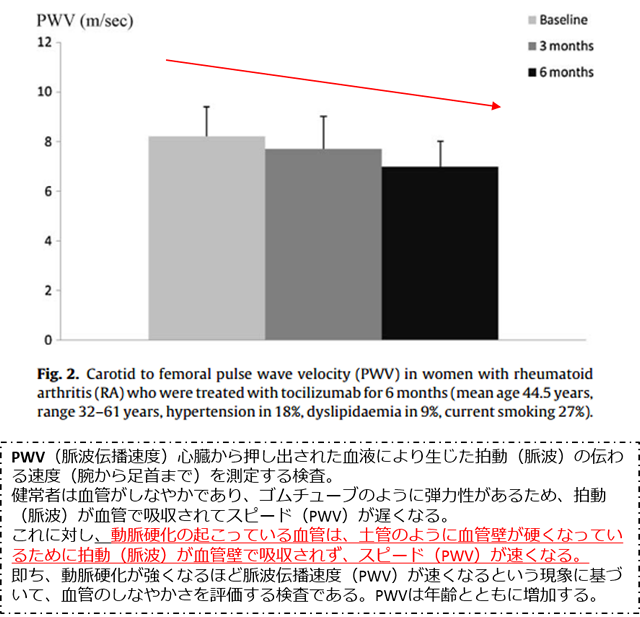 PWV (m/sec)
Baseline
3 months
6 months
12
10
8
6
4
2
0
Fig. 2. Carotid to femoral pulse wave velocity (PWV) in women with rheumatoid
arthritis (RA) who were treated with tocilizumab for 6 months (mean age 44.5 years,
range 32–61 years, hypertension in 18%, dyslipidaemia in 9%, current smoking 27%).
PWV（脈波伝播速度）心臓から押し出された血液により生じた拍動（脈波）の伝わ
る速度（腕から足首まで）を測定する検査。
健常者は血管がしなやかであり、ゴムチューブのように弾力性があるため、拍動
（脈波）が血管で吸収されてスピード（PWV）が遅くなる。
これに対し、動脈硬化の起こっている血管は、土管のように血管壁が硬くなってい
るために拍動（脈波）が血管壁で吸収されず、スピード（PWV）が速くなる。
即ち、動脈硬化が強くなるほど脈波伝播速度（PWV）が速くなるという現象に基づ
いて、血管のしなやかさを評価する検査である。PWVは年齢とともに増加する。